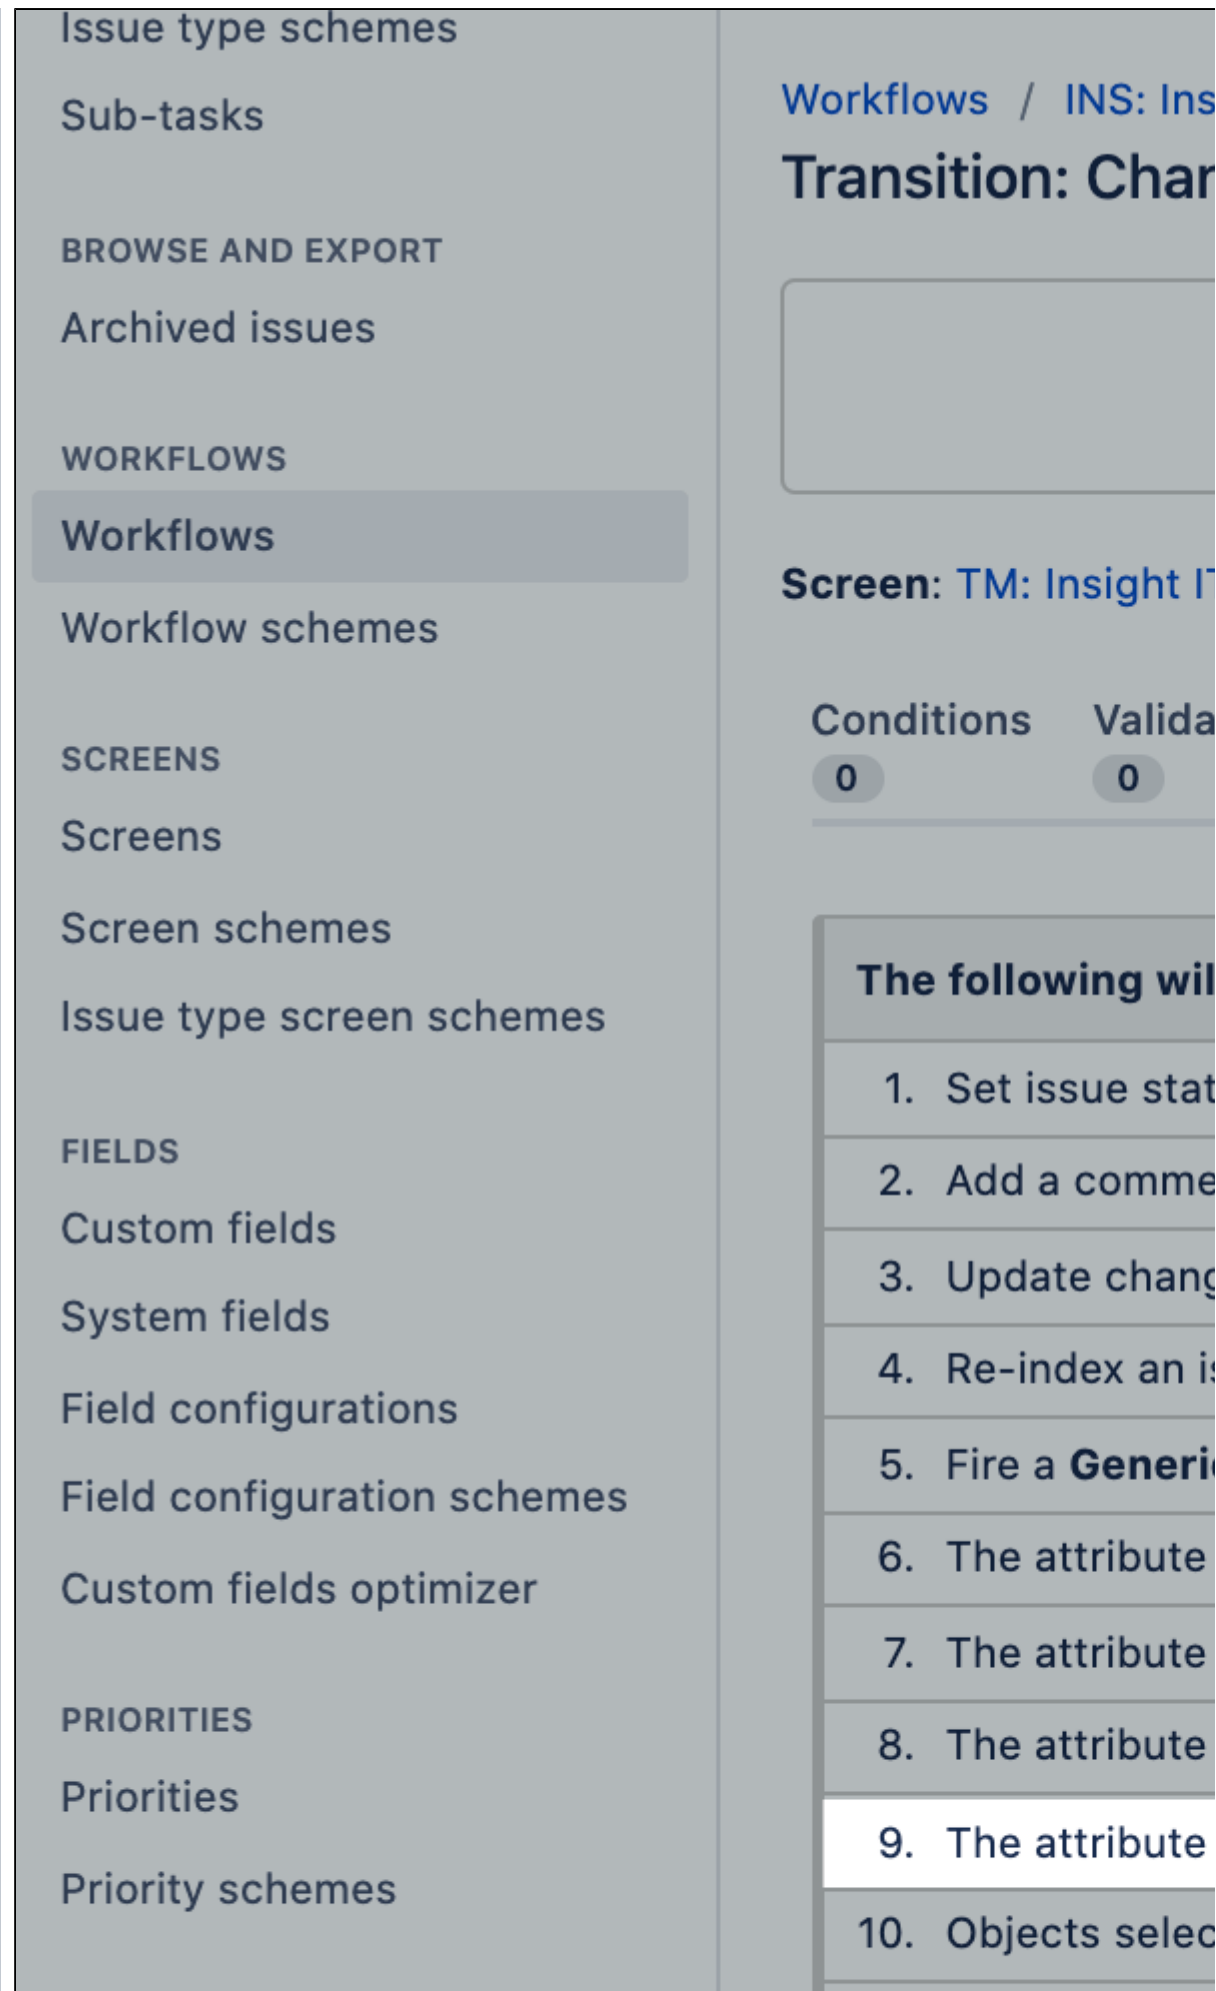 Issue type schemes
Sub-tasks
BROWSE AND EXPORT
Archived issues
WORKFLOWS
Workflows
Workflow schemes
SCREENS
Screens
Screen schemes
Issue type screen schemes
FIELDS
Custom fields
System fields
Field configurations
Field configuration schemes
Custom fields optimizer
PRIORITIES
Priorities
Priority schemes
Workflows / INS: Ins
Transition: Char
Screen: TM: Insight IT
Conditions Valida
0 0
The following wil
1. Set issue stat
2. Add a comme
3. Update chang
4. Re-index an is
5. Fire a Generic
6. The attribute
7. The attribute
8. The attribute
9. The attribute
10. Objects selec